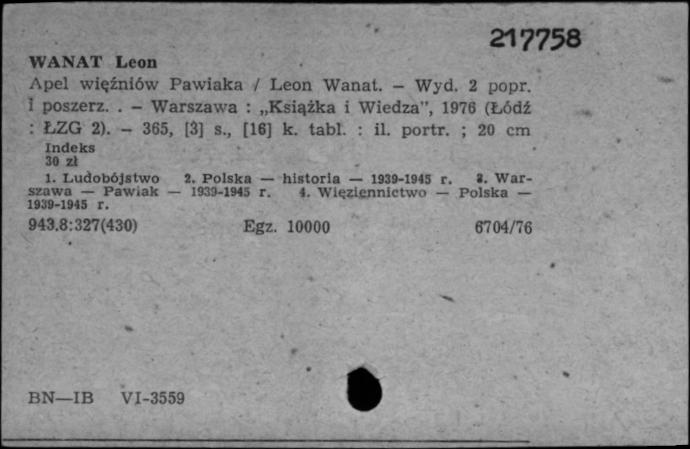 217758
WANAT Leon
Apel więźniów Pawiaka / Leon Wanat. — Wyd. 2 popr.
i poszerz. . — Warszawa : „Książka i Wiedza”, 1976 (Łódź
: ŁZG 2). — 365, [3] s., [16] k. tabl. : il. portr. ; 20 cm
Indeks
30 zł
1. Ludobójstwo 2. Polska — historia — 1939-1945 r. 3. War-
szawa — Pawiak — 1939-1945 r. 4. Więziennictwo — Polska —
1939-1945 r.
943.8:327(430) Egz. 10000 6704/76
BN—IB VI-3559